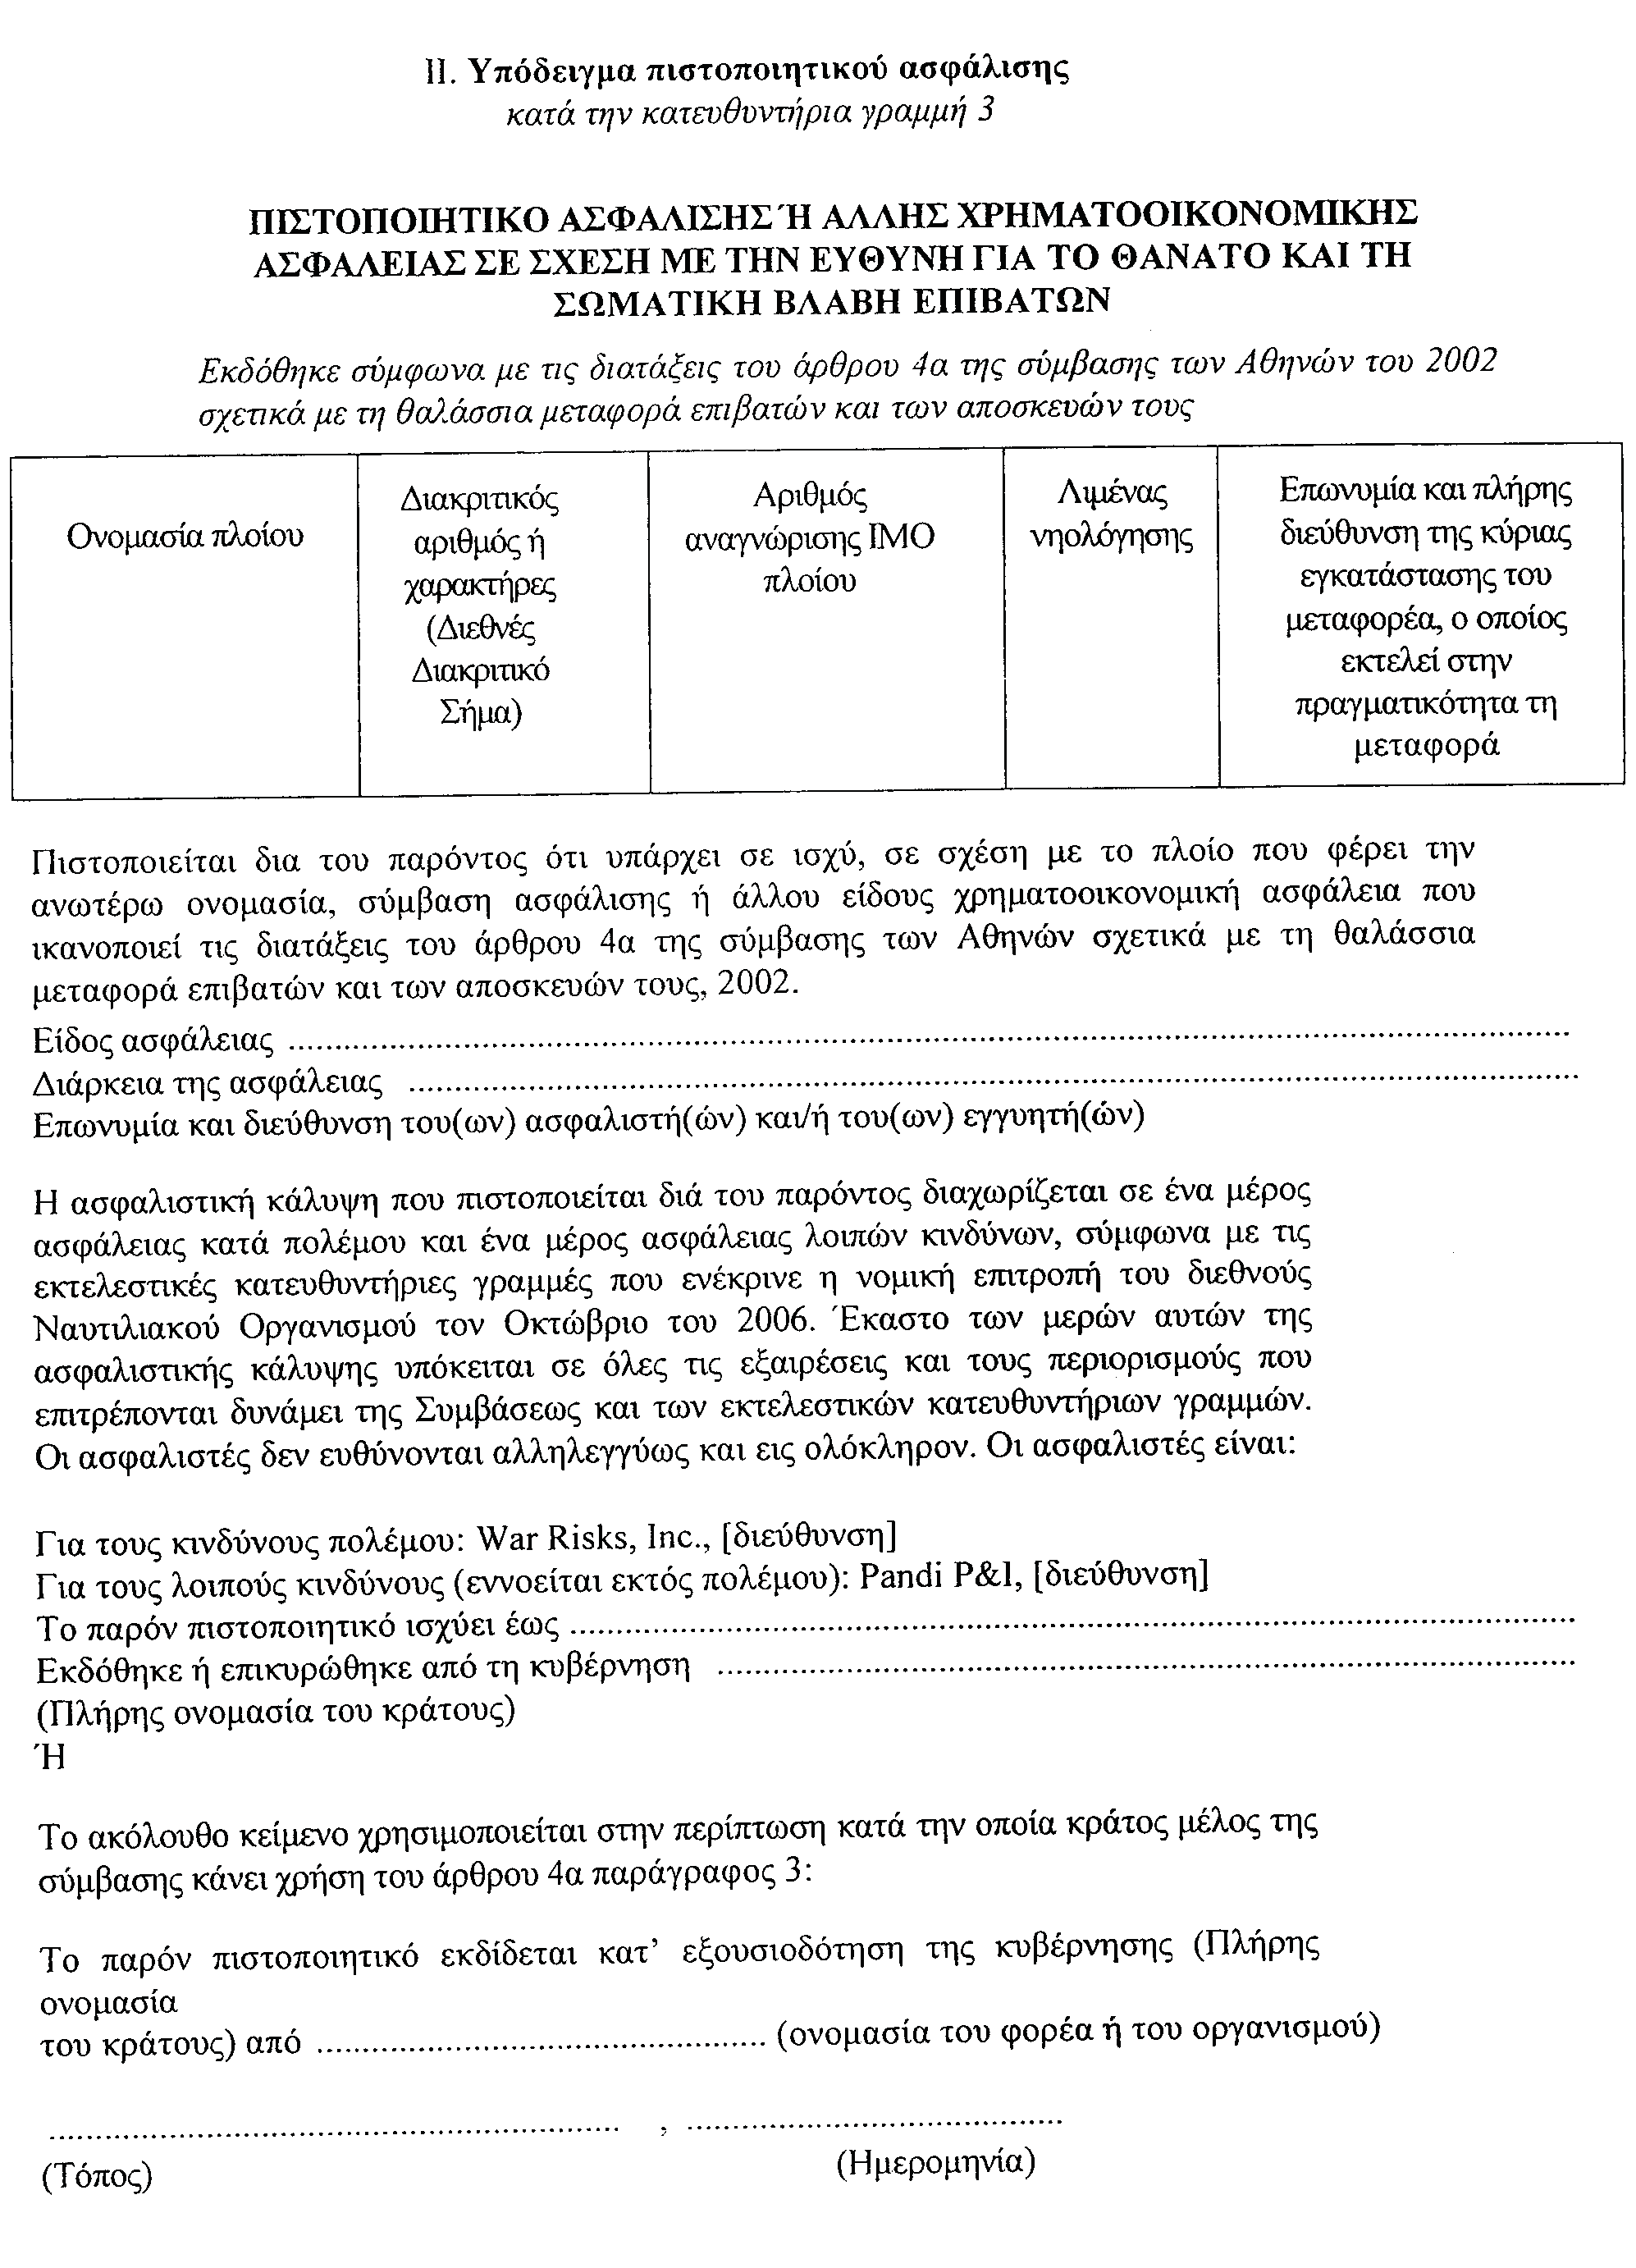 II. Υπόδειγμα πιστοποιητικού ασφάλισης
κατά την κατευθυντήρια γραμμή 3
ΠΙΣΤΟΠΟΙΗΤΙΚΟ ΑΣΦΑΛΙΣΗΣ Ή ΑΛΛΗΣ ΧΡΗΜΑΤΟΟΙΚΟΝΟΜΙΚΗΣ
ΑΣΦΑΛΕΙΑΣ ΣΕ ΣΧΕΣΗ ΜΕ ΤΗΝ ΕΥΘΥΝΗ ΓΙΑ ΤΟ ΘΑΝΑΤΟ ΚΑΙ ΤΗ
ΣΩΜΑΤΙΚΗ ΒΛΑΒΗ ΕΠΙΒΑΤΩΝ
Εκδόθηκε σύμφωνα με τις διατάξεις του άρθρου 4α της σύμβασης των Αθηνών του 2002
σχετικά με τη θαλάσσια μεταφορά επιβατών και των αποσκευών τους
Ονομασία πλοίου
Διακριτικός
αριθμός ή
χαρακτήρες
(Διεθνές
Διακριτικό
Σήμα)
Αριθμός
αναγνώρισης ΙΜΟ
πλοίου
Λιμένας
νηολόγησης
Επωνυμία και πλήρης
διεύθυνση της κύριας
εγκατάστασης του
μεταφορέα, ο οποίος
εκτελεί στην
πραγματικότητα τη
μεταφορά
Πιστοποιείται δια του παρόντος ότι υπάρχει σε ισχύ, σε σχέση με το πλοίο που φέρει την
ανωτέρω ονομασία, σύμβαση ασφάλισης ή άλλου είδους χρηματοοικονομική ασφάλεια που
ικανοποιεί τις διατάξεις του άρθρου 4α της σύμβασης των Αθηνών σχετικά με τη θαλάσσια
μεταφορά επιβατών και των αποσκευών τους, 2002.
Είδος ασφάλειας ..........................................................................
Διάρκεια της ασφάλειας ..........................................................................
Επωνυμία και διεύθυνση του(ων) ασφαλιστή(ών) και/ή του(ων) εγγυητή(ών)
Η ασφαλιστική κάλυψη που πιστοποιείται διά του παρόντος διαχωρίζεται σε ένα μέρος
ασφάλειας κατά πολέμου και ένα μέρος ασφάλειας λοιπών κινδύνων, σύμφωνα με τις
εκτελεστικές κατευθυντήριες γραμμές που ενέκρινε η νομική επιτροπή του διεθνούς
Ναυτιλιακού Οργανισμού τον Οκτώβριο του 2006. Έκαστο των μερών αυτών της
ασφαλιστικής κάλυψης υπόκειται σε όλες τις εξαιρέσεις και τους περιορισμούς που
επιτρέπονται δυνάμει της Συμβάσεως και των εκτελεστικών κατευθυντήριων γραμμών.
Οι ασφαλιστές δεν ευθύνονται αλληλεγγύως και εις ολόκληρον. Οι ασφαλιστές είναι:
Για τους κινδύνους πολέμου: War Risks, Inc., [διεύθυνση]
Για τους λοιπούς κινδύνους (εννοείται εκτός πολέμου): Pandi P&I, [διεύθυνση]
Το παρόν πιστοποιητικό ισχύει έως ..........................................................................
Εκδόθηκε ή επικυρώθηκε από τη κυβέρνηση ..........................................................................
(Πλήρης ονομασία του κράτους)
Ή
Το ακόλουθο κείμενο χρησιμοποιείται στην περίπτωση κατά την οποία κράτος μέλος της
σύμβασης κάνει χρήση του άρθρου 4α παράγραφος 3:
Το παρόν πιστοποιητικό εκδίδεται κατ’ εξουσιοδότηση της κυβέρνησης (Πλήρης
ονομασία
του κράτους) από .................................................. (ονομασία του φορέα ή του οργανισμού)
.............................................................. , ..........................................
(Τόπος) (Ημερομηνία)